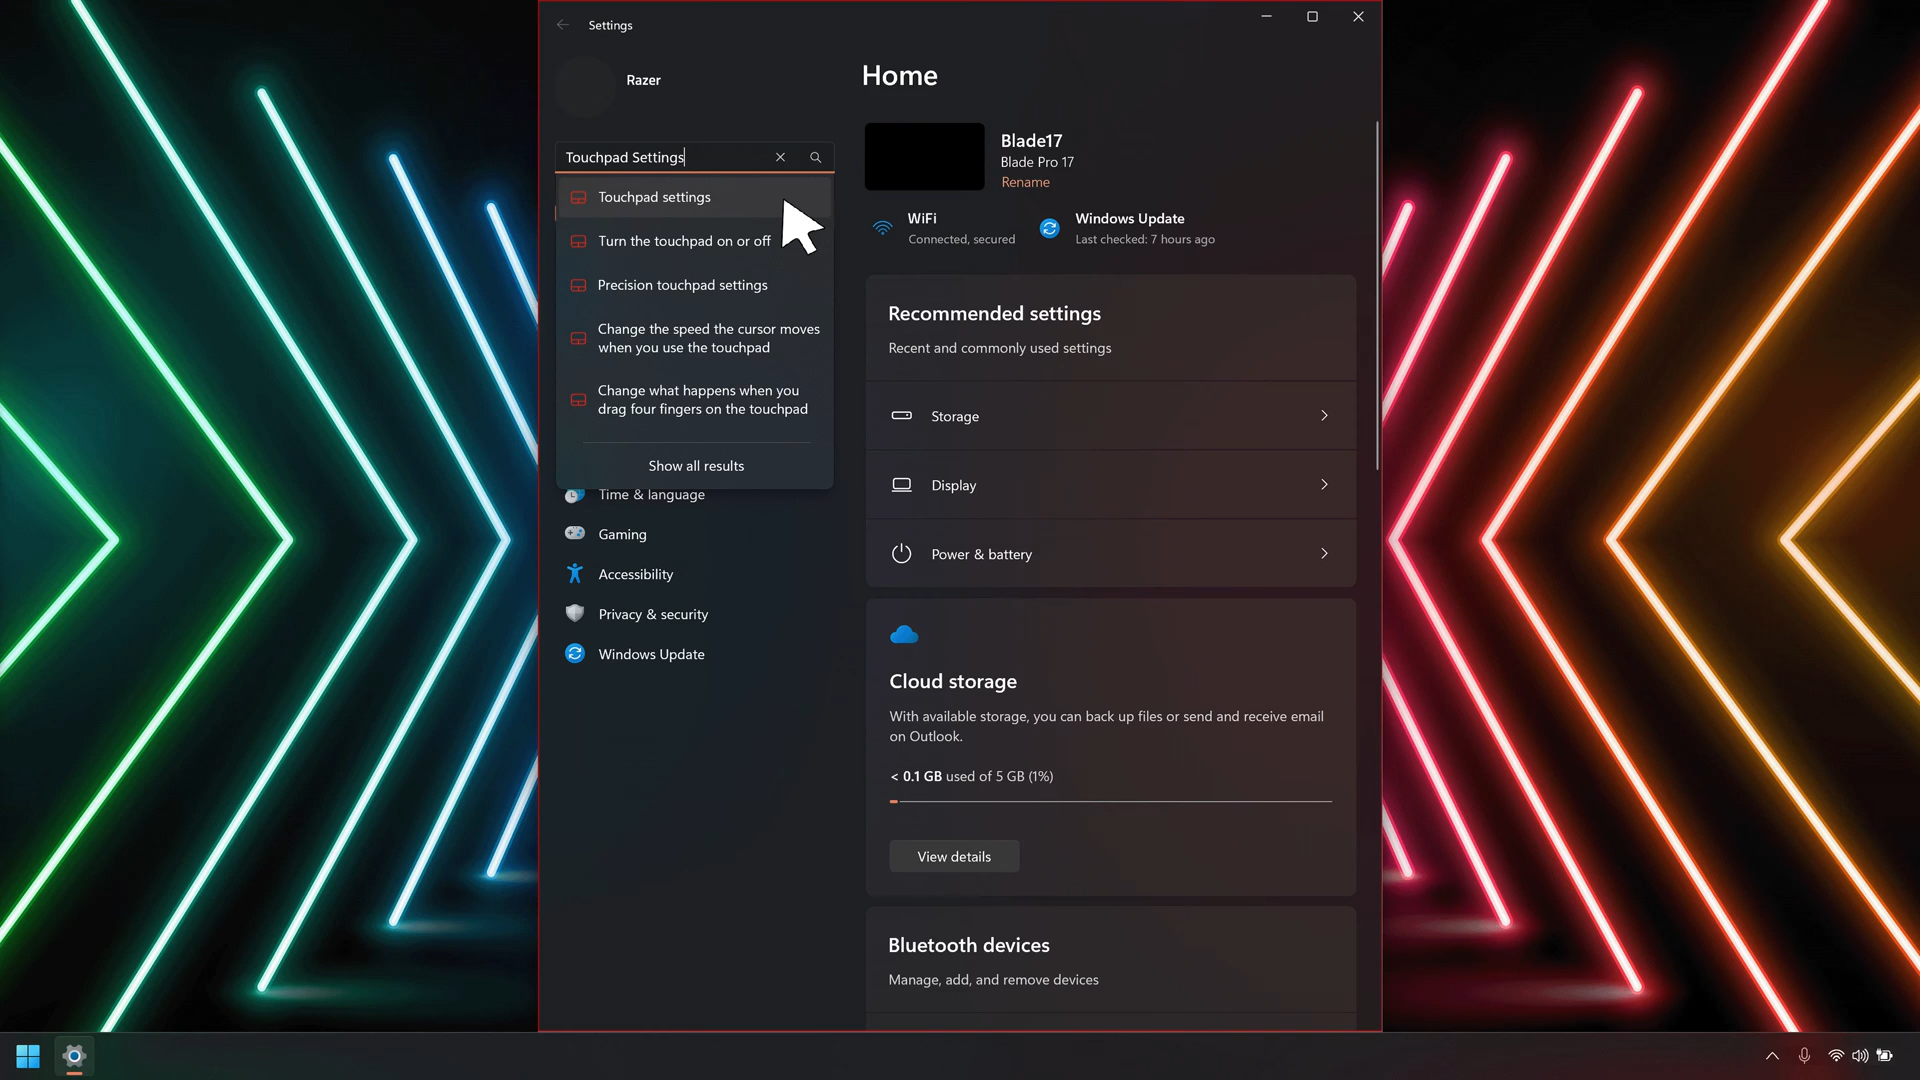 Settings
Razer
Touchpad Settings
Touchpad settings
Turn the touchpad on or off
Precision touchpad settings
Change the speed the cursor moves
when you use the touchpad
Change what happens when you
drag four fingers on the touchpad
Show all results
Time & language
Gaming
Accessibility
Privacy & security
Windows Update
Home
Blade17
Blade Pro 17
Rename
WiFi
Connected, secured
Windows Update
Last checked: 7 hours ago
Recommended settings
Recent and commonly used settings
Storage
Display
Power & battery
Cloud storage
With available storage, you can back up files or send and receive email
on Outlook.
< 0.1 GB used of 5 GB (1%)
View details
Bluetooth devices
Manage, add, and remove devices